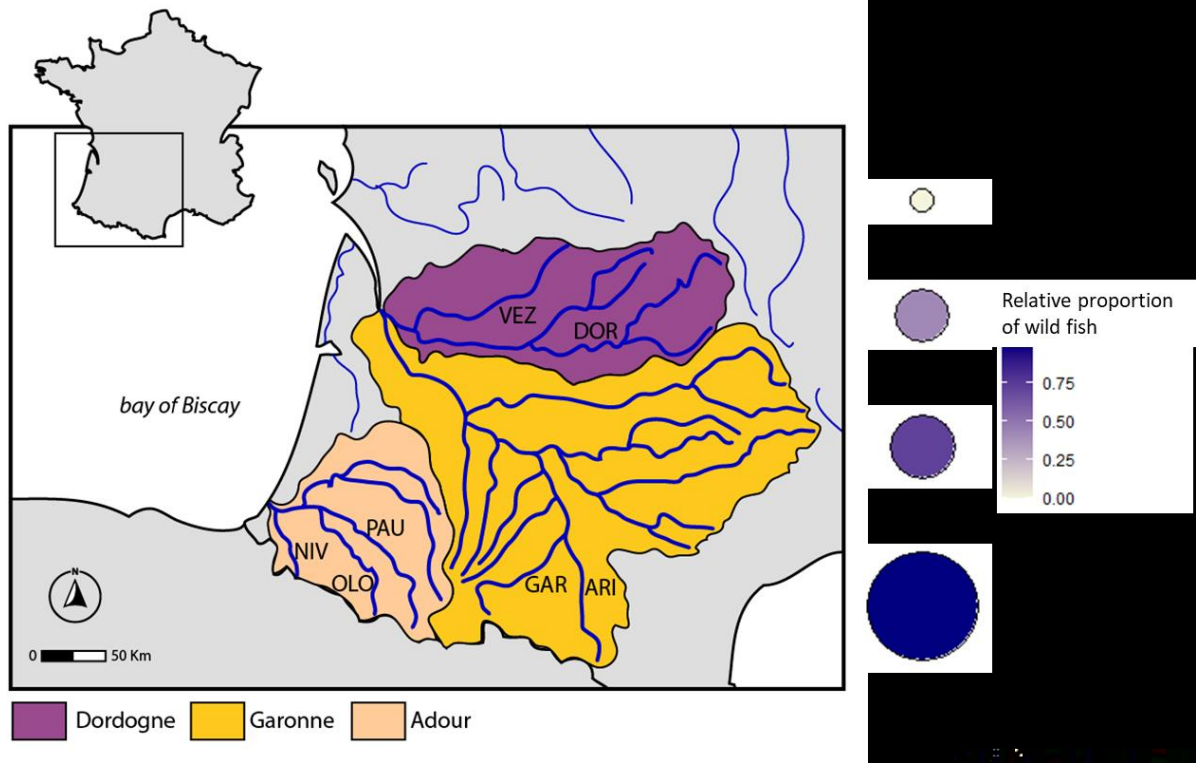 bay of Biscay
VEZ
DOR
PAU
NIV
OLO
GAR
ARI
N
0
50 Km
Dordogne
Garonne
Adour
Relative proportion
of wild fish
0.75
0.50
0.25
0.00